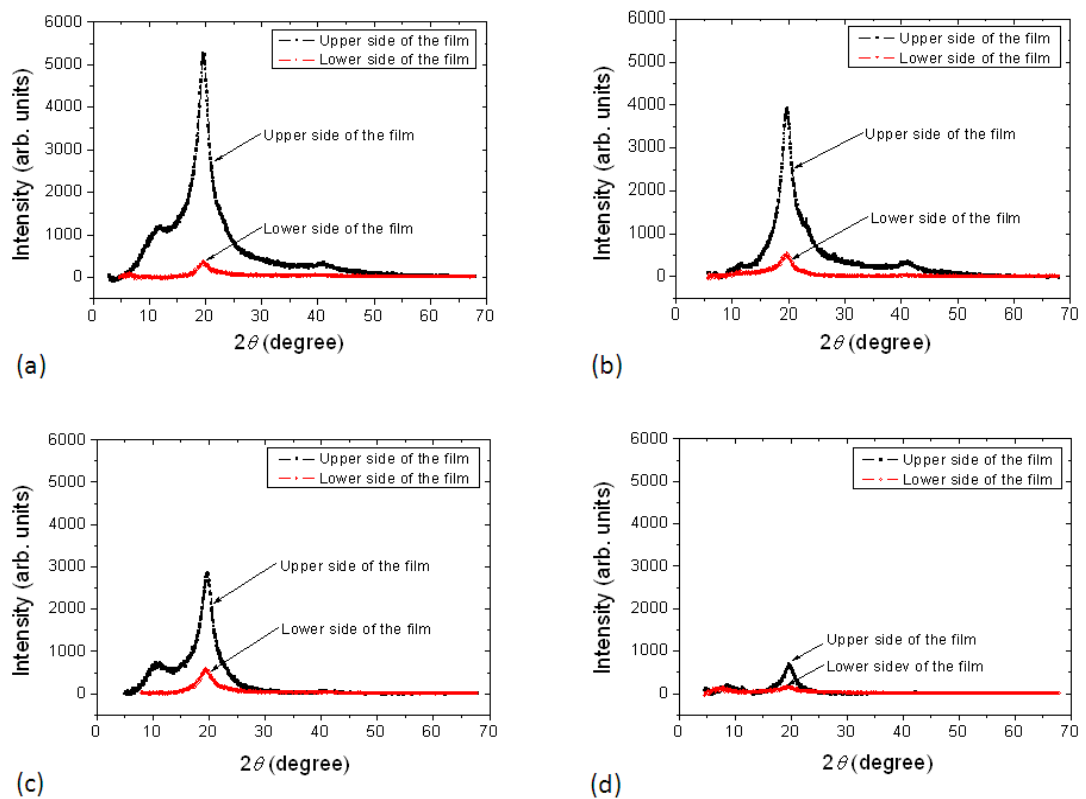 6000
5000
4000
3000
2000
1000
0
Intensity (arb. units)
Upper side of the film
Lower side of the film
Upper side of the film
Lower side of the film
0 10 20 30 40 50 60 70
2θ (degree)
(a)
6000
5000
4000
3000
2000
1000
0
Intensity (arb. units)
Upper side of the film
Lower side of the film
Upper side of the film
Lower side of the film
0 10 20 30 40 50 60 70
2θ (degree)
(b)
6000
5000
4000
3000
2000
1000
0
Intensity (arb. units)
Upper side of the film
Lower side of the film
Upper side of the film
Lower side of the film
0 10 20 30 40 50 60 70
2θ (degree)
(c)
6000
5000
4000
3000
2000
1000
0
Intensity (arb. units)
Upper side of the film
Lower side of the film
Upper side of the film
Lower sidev of the film
0 10 20 30 40 50 60 70
2θ (degree)
(d)